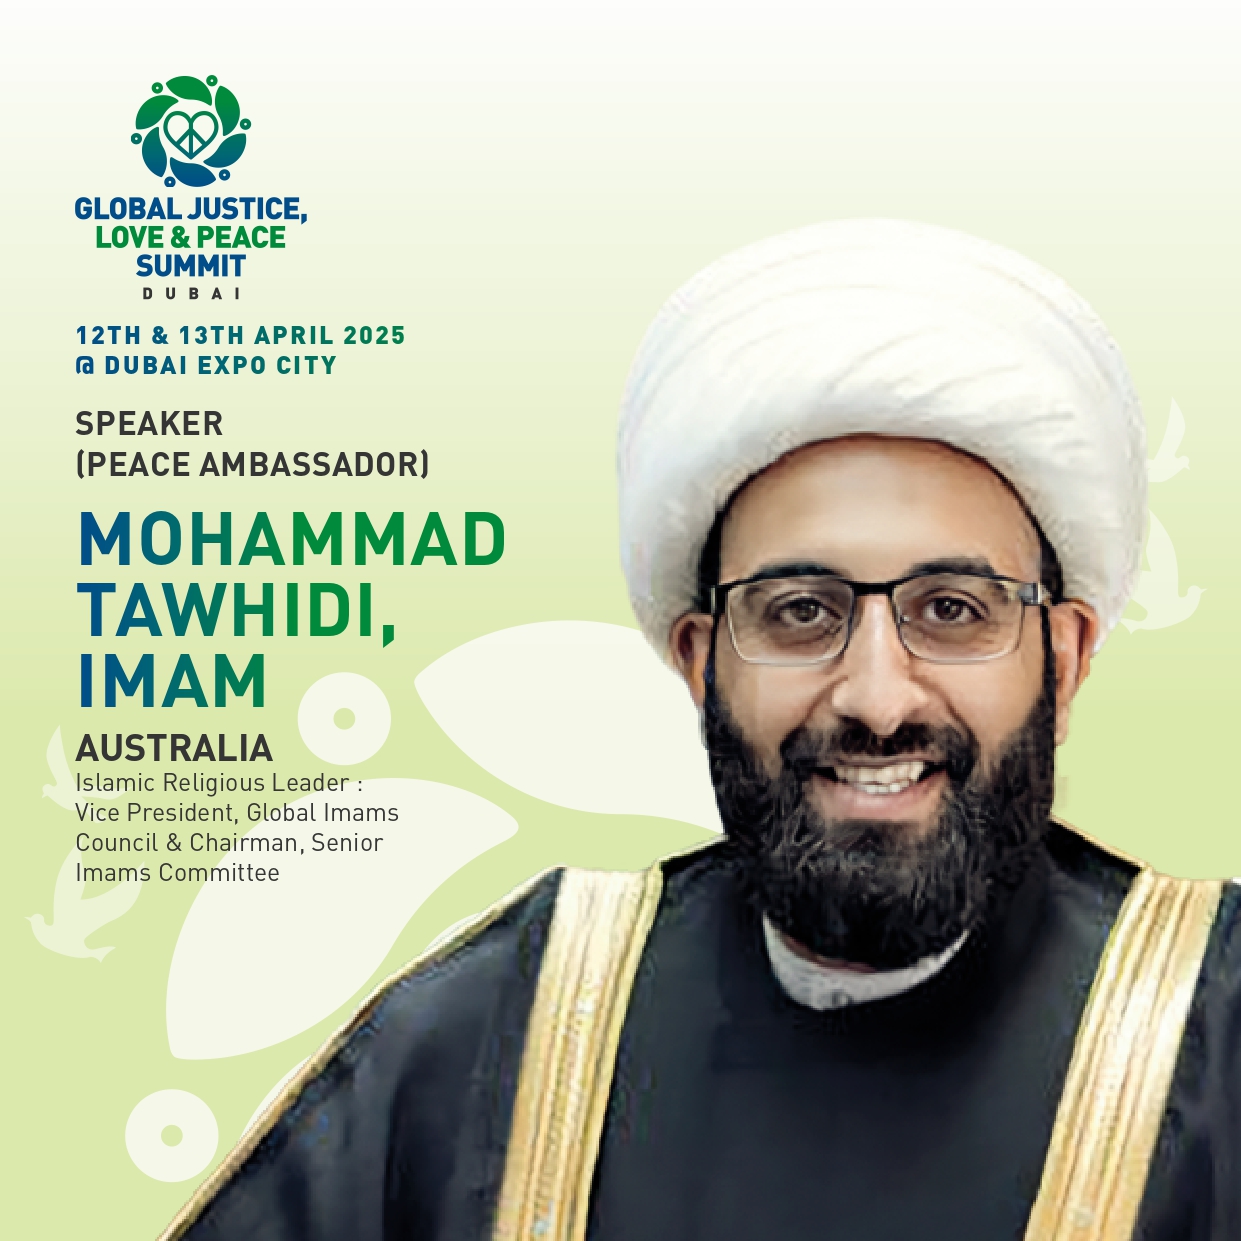 GLOBAL JUSTICE,
LOVE & PEACE
SUMMIT
DUBAI
12TH & 13TH APRIL 2025
@ DUBAI EXPO CITY
SPEAKER
(PEACE AMBASSADOR)
MOHAMMAD
TAWHIDI,
IMAM
AUSTRALIA
Islamic Religious Leader :
Vice President, Global Imams
Council & Chairman, Senior
Imams Committee